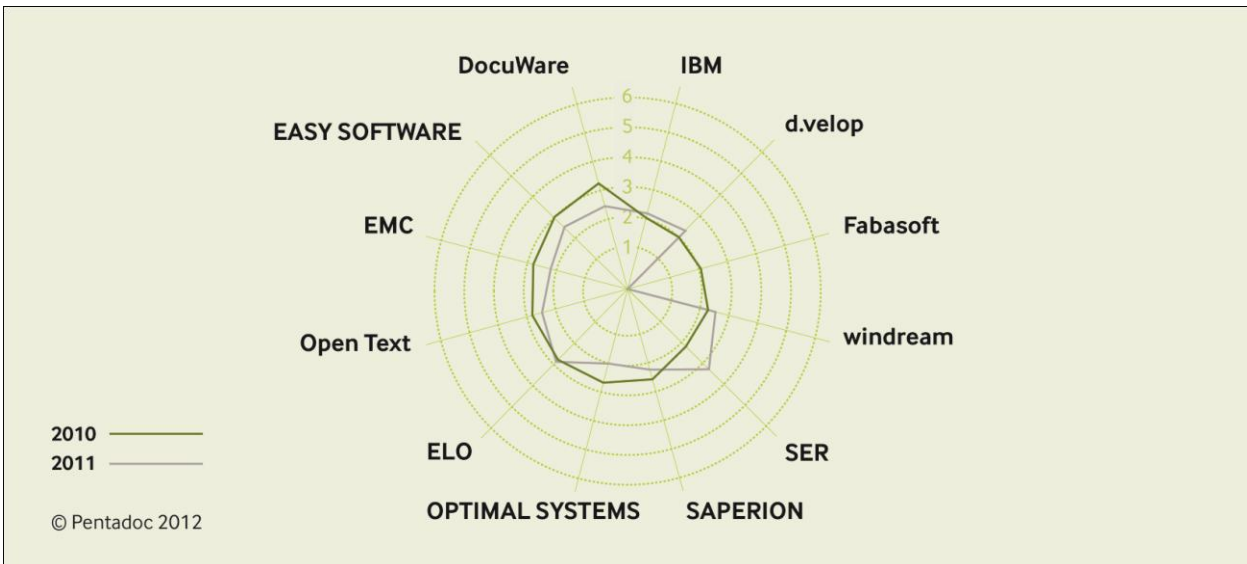 DocuWare
IBM
EASY SOFTWARE
d.velop
6
5
4
3
2
1
EMC
Fabasoft
Open Text
windream
ELO
SER
OPTIMAL SYSTEMS
SAPERION
2010
2011
© Pentadoc 2012